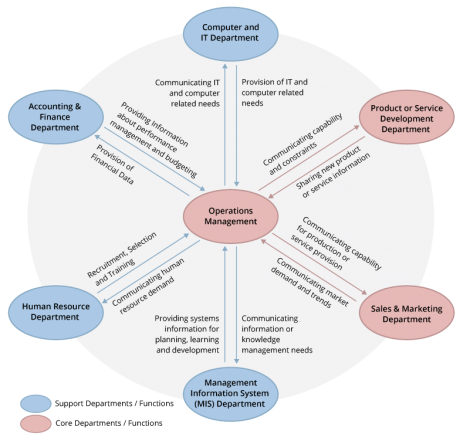 Computer and
IT Department
Communicating IT
and computer
related needs
Provision of IT and
computer related
needs
Accounting &
Finance
Department
Providing information
about performance
management and budgeting
Provision of
Financial Data
Product or Service
Development
Department
Communicating capability
and constraints
Sharing new product
or service information
Operations
Management
Recruitment, Selection
and Training
Communicating human
resource demand
Human Resource
Department
Communicating capability
for production or
service provision
Communicating market
demand and trends
Sales & Marketing
Department
Providing systems
information for
planning, learning
and development
Communicating
information or
knowledge
management needs
Management
Information System
(MIS) Department
Support Departments / Functions
Core Departments / Functions